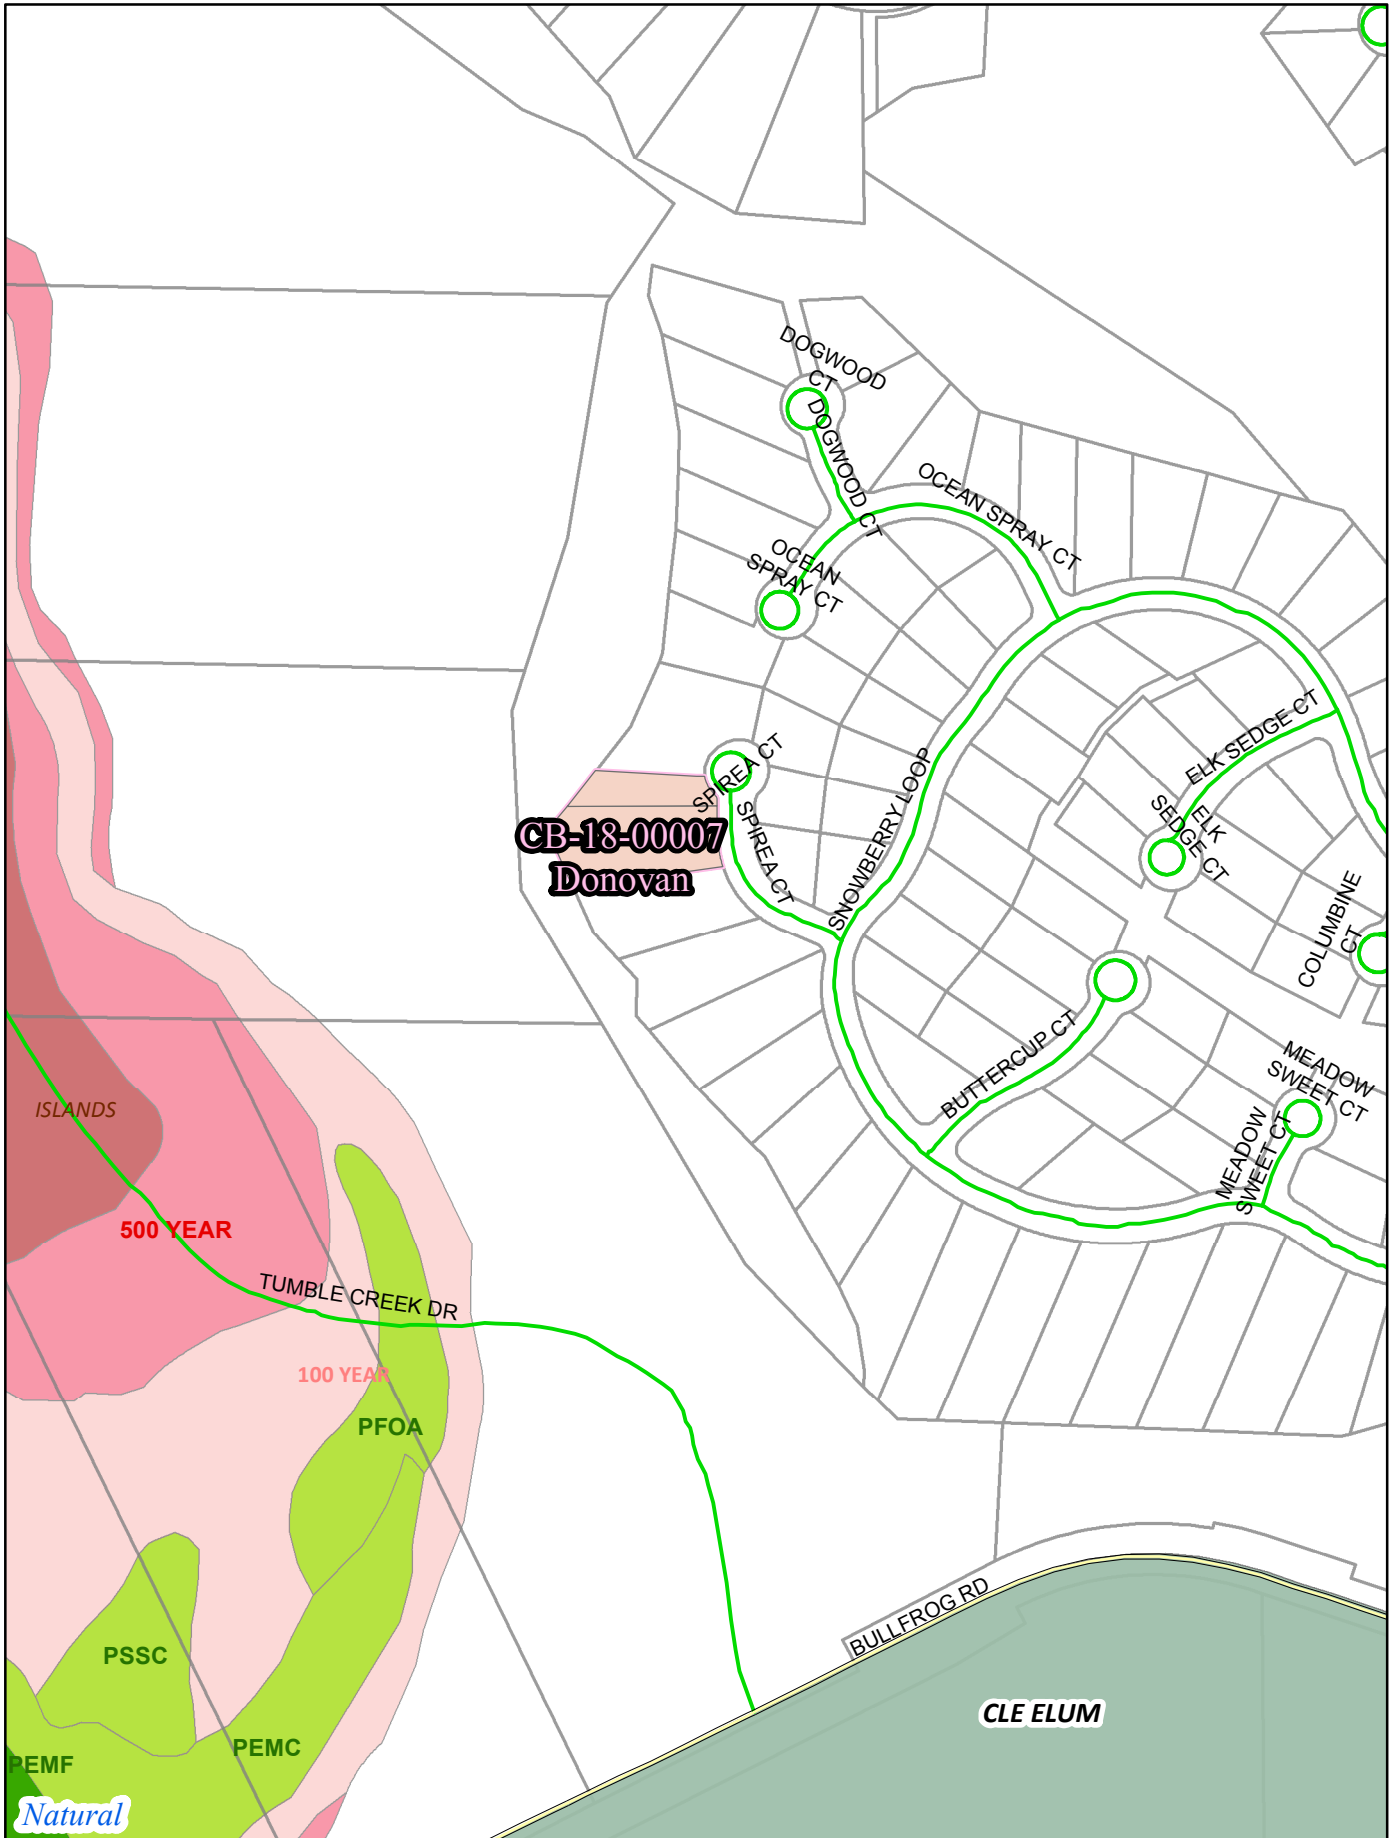 DOGWOOD
CT
DOGWOOD CT
OCEAN SPRAY CT
OCEAN
SPRAY CT
ELK SEDGE CT
SPIREA CT
SPIREA CT
SNOWBERRY LOOP
ELK
SEDGE CT
CB-18-00007
Donovan
COLUMBINE
CT
BUTTERCUP CT
MEADOW
SWEET CT
MEADOW
SWEET CT
ISLANDS
500 YEAR
TUMBLE CREEK DR
100 YEAR
PFOA
BULLFROG RD
PSSC
CLE ELUM
PEMC
PEMF
Natural